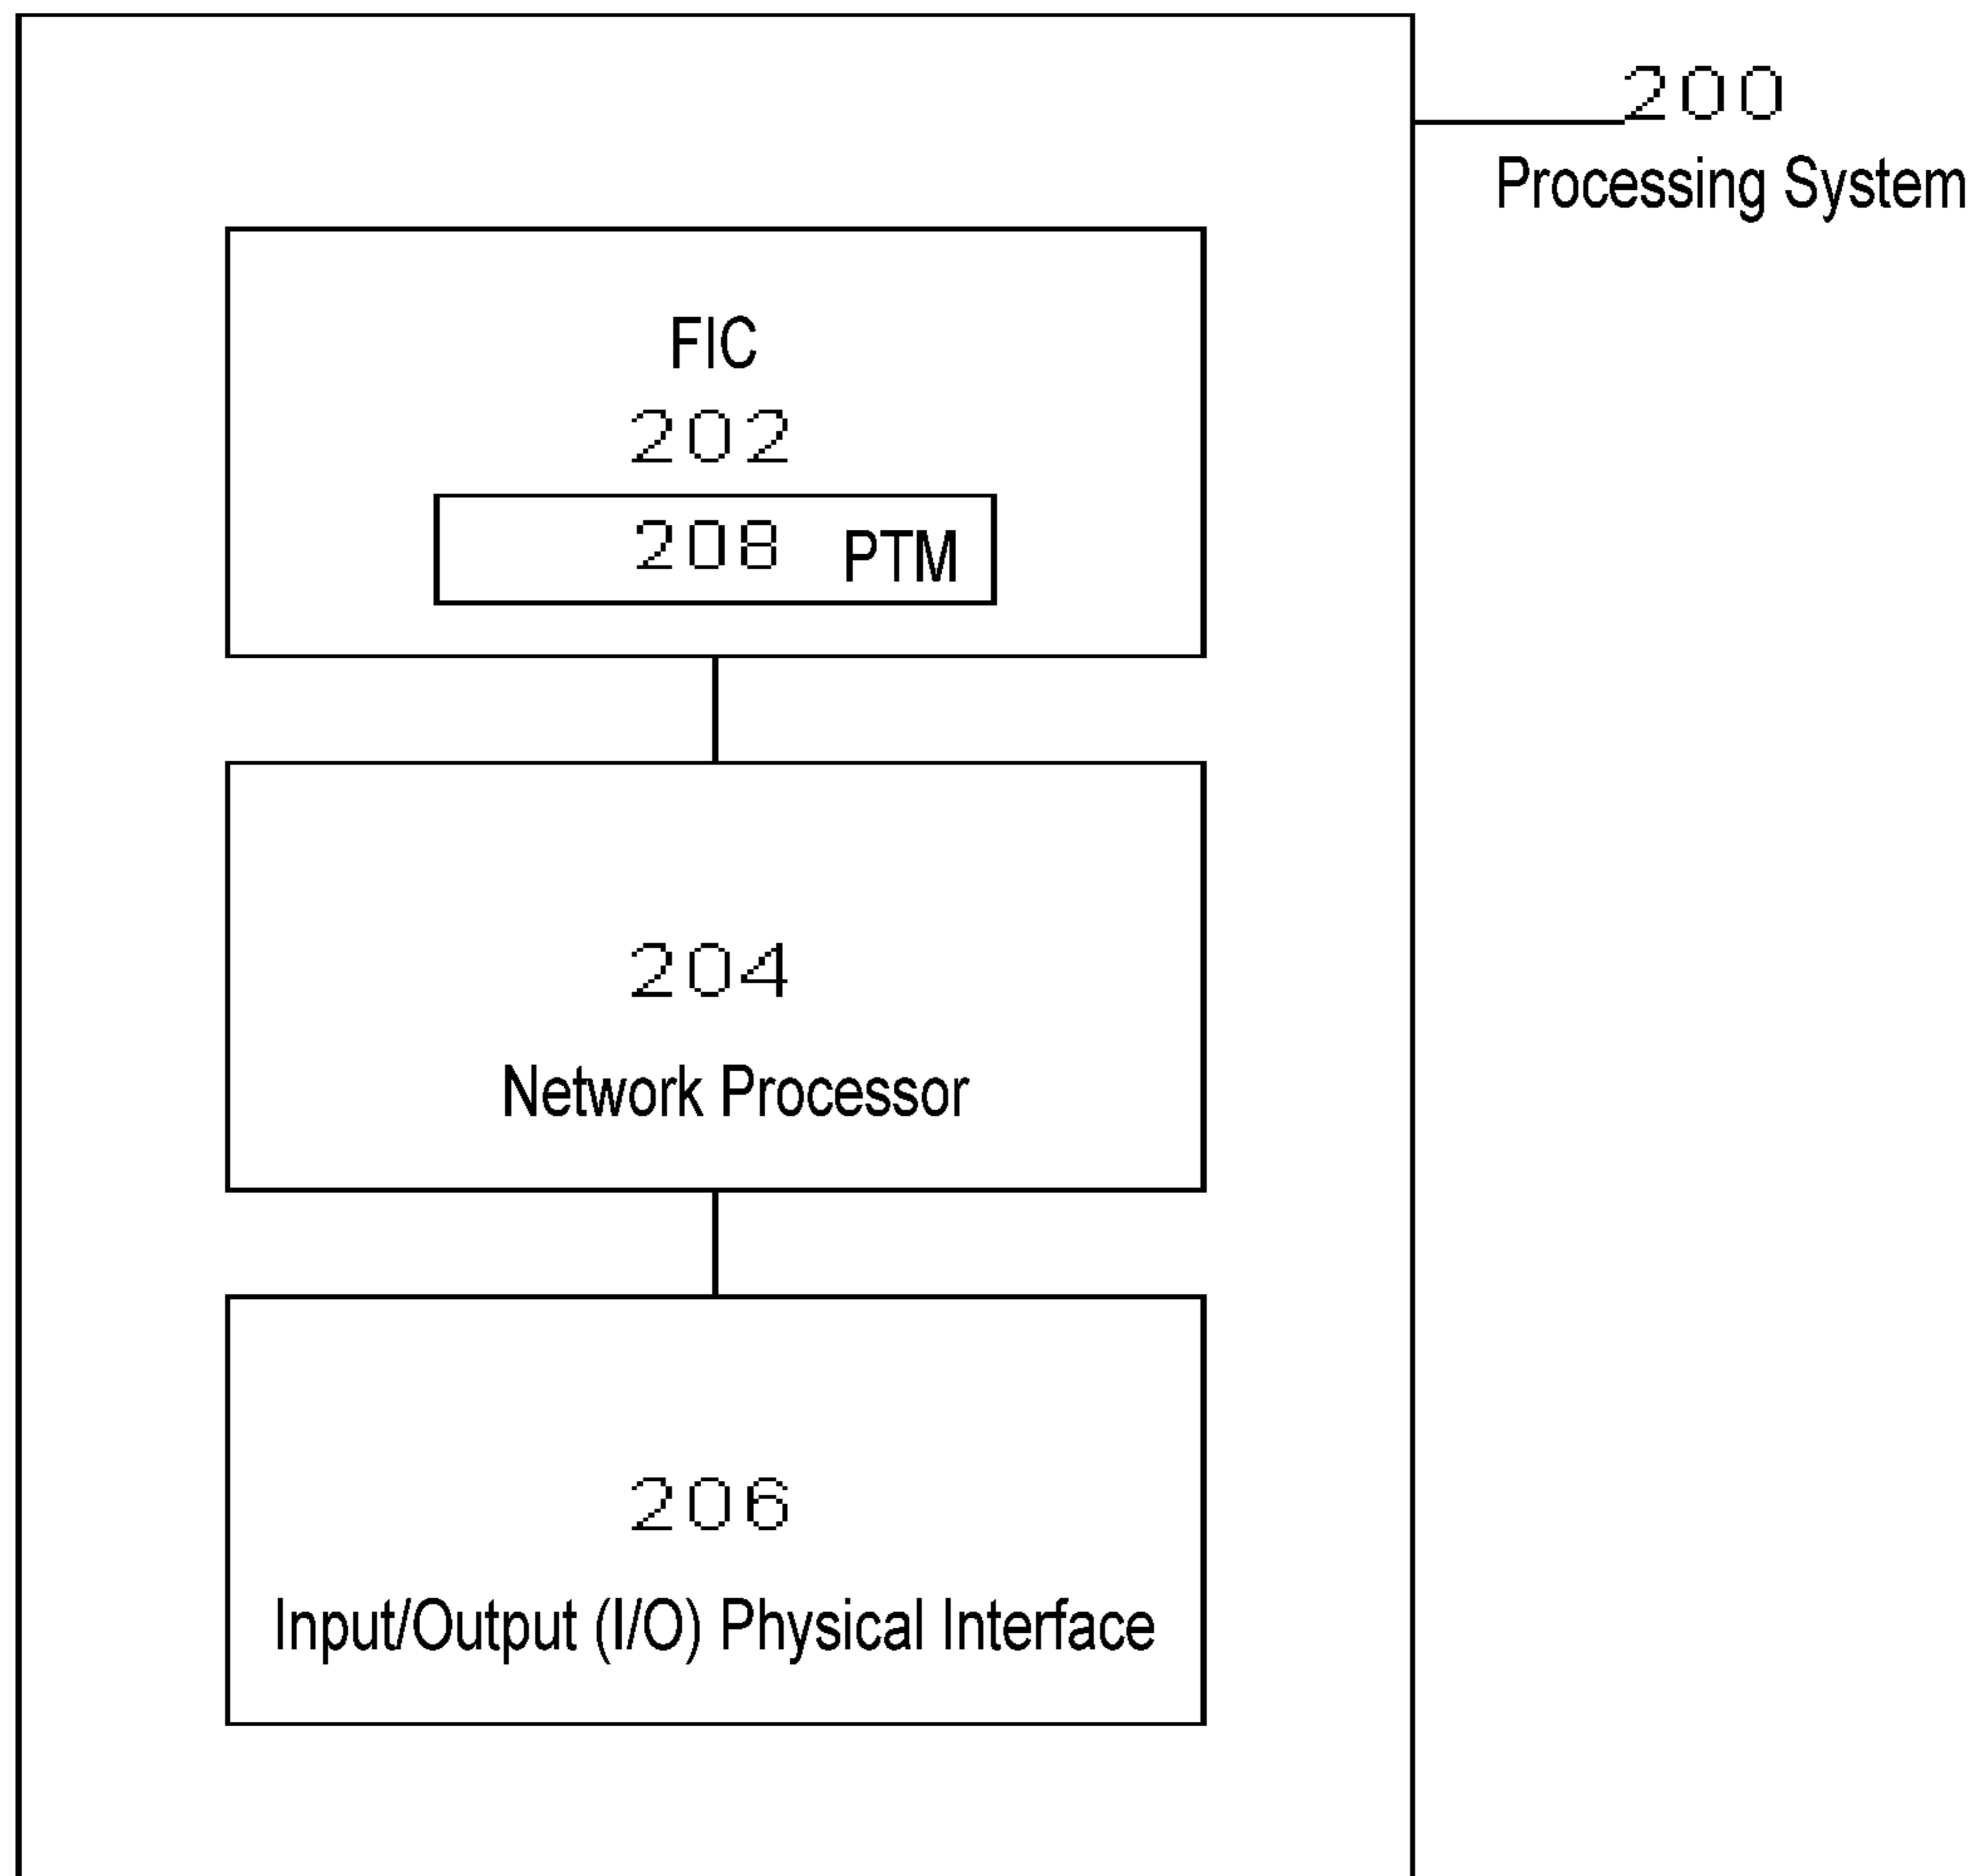 200
Processing System
FIC
202
208 PTM
204
Network Processor
206
Input/Output (I/O) Physical Interface